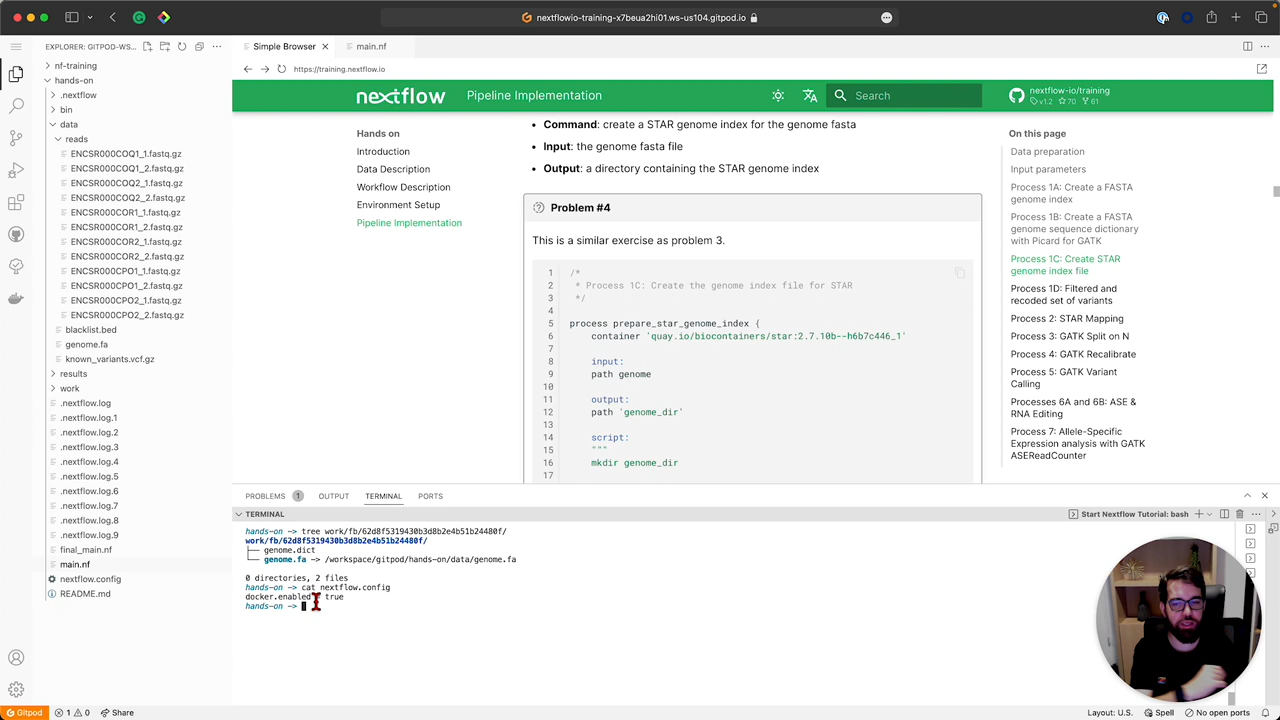 nextflowio-training-x7beua2hi01.ws-us104.gitpod.io
EXPLORER: GITPOD-WS...
nf-training
hands-on
.nextflow
bin
data
reads
ENCSR000COQ1_1.fastq.gz
ENCSR000COQ1_2.fastq.gz
ENCSR000COQ2_1.fastq.gz
ENCSR000COQ2_2.fastq.gz
ENCSR000COR1_1.fastq.gz
ENCSR000COR1_2.fastq.gz
ENCSR000COR2_1.fastq.gz
ENCSR000COR2_2.fastq.gz
ENCSR000CPO1_1.fastq.gz
ENCSR000CPO1_2.fastq.gz
ENCSR000CPO2_1.fastq.gz
ENCSR000CPO2_2.fastq.gz
blacklist.bed
genome.fa
known_variants.vcf.gz
results
work
.nextflow.log
.nextflow.log.1
.nextflow.log.2
.nextflow.log.3
.nextflow.log.4
.nextflow.log.5
.nextflow.log.6
.nextflow.log.7
.nextflow.log.8
.nextflow.log.9
final_main.nf
main.nf
nextflow.config
README.md
Simple Browser
main.nf
https://training.nextflow.io
nextflow
Pipeline Implementation
Search
nextflow-io/training
v1.2 70 61
Hands on
Introduction
Data Description
Workflow Description
Environment Setup
Pipeline Implementation
• Command: create a STAR genome index for the genome fasta
• Input: the genome fasta file
• Output: a directory containing the STAR genome index
Problem #4
This is a similar exercise as problem 3.
1 /*
2 * Process 1C: Create the genome index file for STAR
3 */
4
5 process prepare_star_genome_index {
6 container 'quay.io/biocontainers/star:2.7.10b--h6b7c446_1'
7
8 input:
9 path genome
10
11 output:
12 path 'genome_dir'
13
14 script:
15 """
16 mkdir genome_dir
17
On this page
Data preparation
Input parameters
Process 1A: Create a FASTA
genome index
Process 1B: Create a FASTA
genome sequence dictionary
with Picard for GATK
Process 1C: Create STAR
genome index file
Process 1D: Filtered and
recoded set of variants
Process 2: STAR Mapping
Process 3: GATK Split on N
Process 4: GATK Recalibrate
Process 5: GATK Variant
Calling
Processes 6A and 6B: ASE &
RNA Editing
Process 7: Allele-Specific
Expression analysis with GATK
ASEReadCounter
PROBLEMS 1 OUTPUT TERMINAL PORTS
TERMINAL
Start Nextflow Tutorial: bash
hands-on -> tree work/fb/62d8f5319430b3d8b2e4b51b24480f/
work/fb/62d8f5319430b3d8b2e4b51b24480f/
├── genome.dict
└── genome.fa -> /workspace/gitpod/hands-on/data/genome.fa
0 directories, 2 files
hands-on -> cat nextflow.config
docker.enabled = true
hands-on ->
Gitpod
1 0
Share
Layout: U.S.
Spell
No open ports